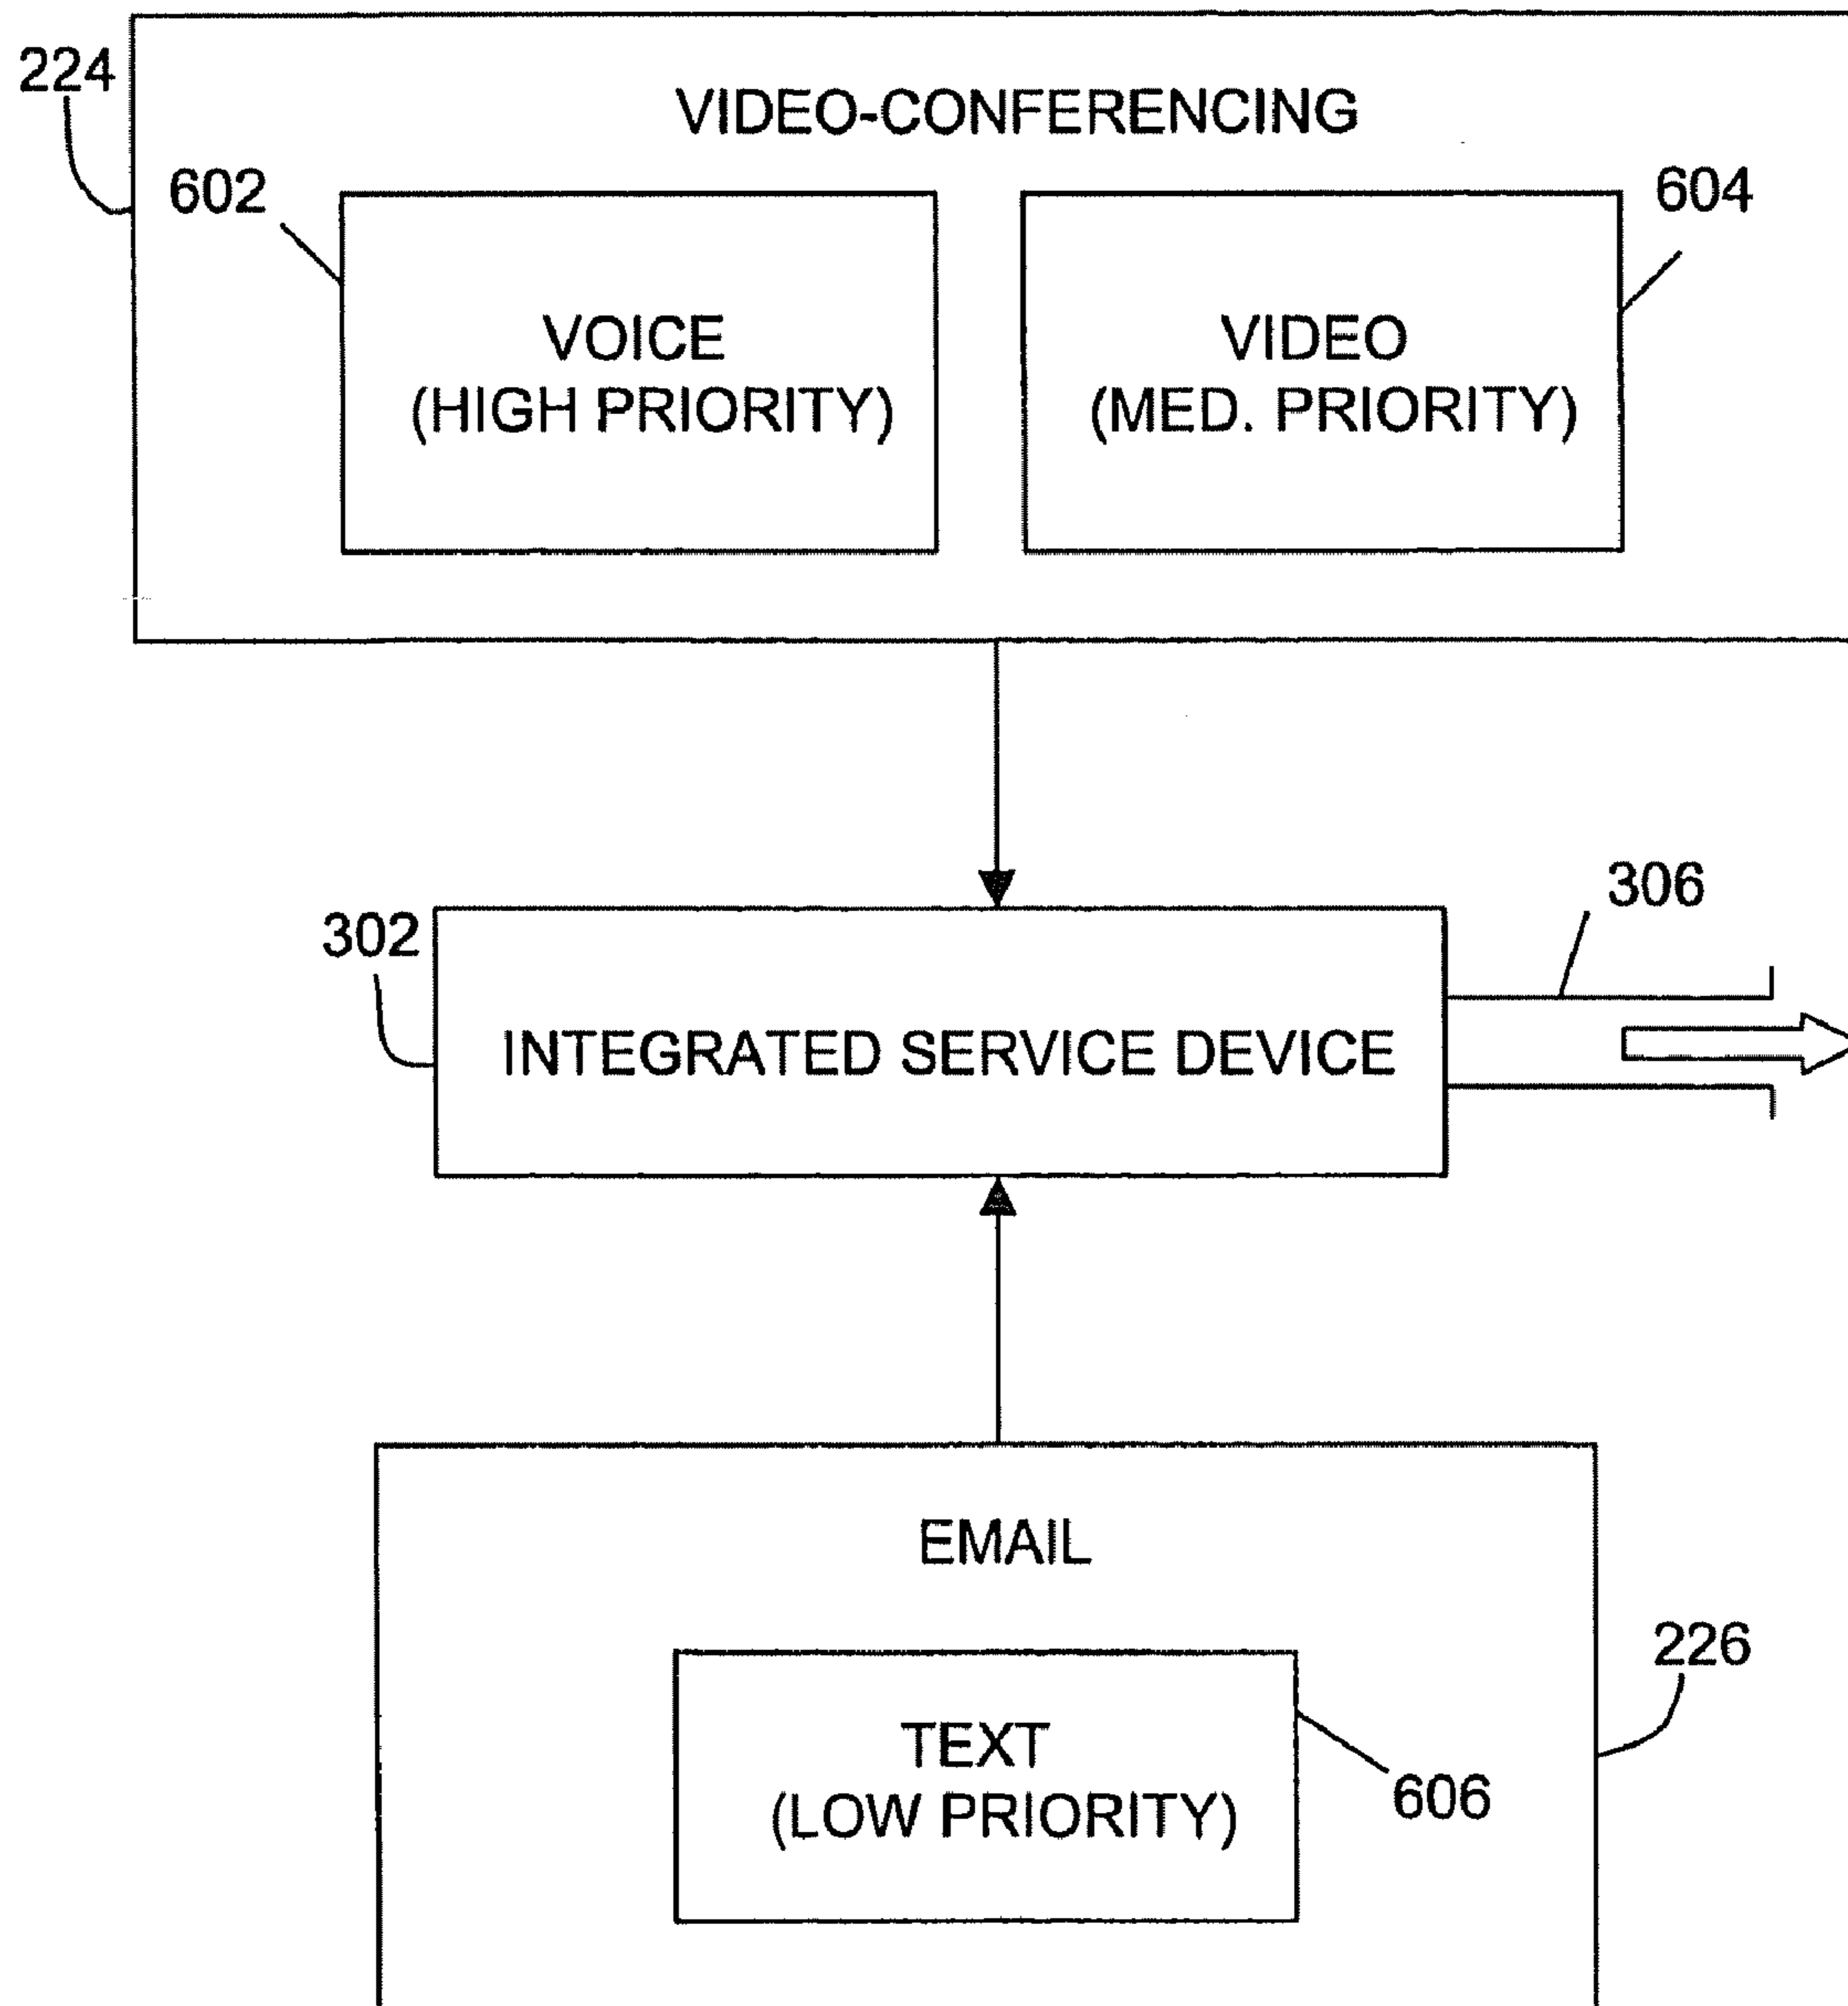 224
VIDEO-CONFERENCING
602
604
VOICE
(HIGH PRIORITY)
VIDEO
(MED. PRIORITY)
306
302
INTEGRATED SERVICE DEVICE
EMAIL
226
TEXT
(LOW PRIORITY)
606